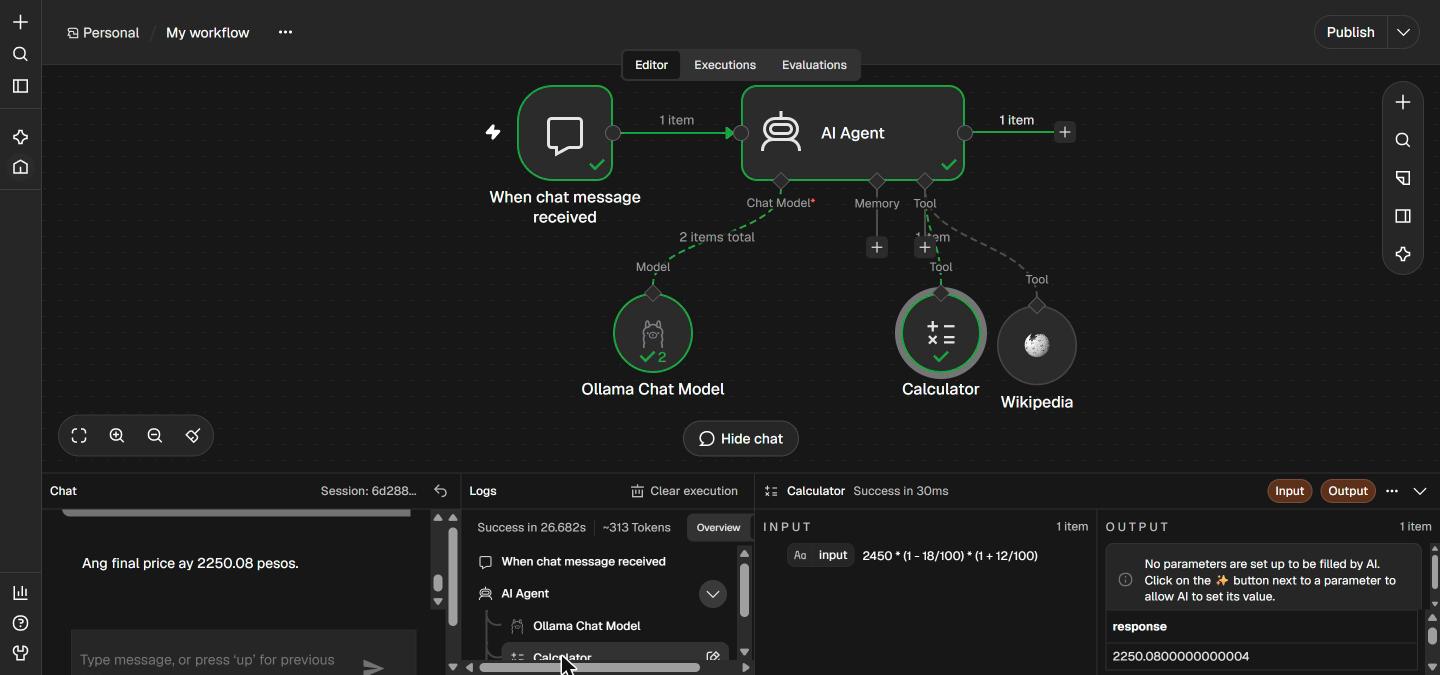 Personal / My workflow ...
Publish
Editor Executions Evaluations
1 item
AI Agent
1 item
When chat message
received
Chat Model*
Memory
Tool
2 items total
Model
Tool
Tool
Ollama Chat Model
2
Calculator
Wikipedia
Hide chat
Chat
Session: 6d288...
Ang final price ay 2250.08 pesos.
Type message, or press ‘up’ for previous
Logs
Clear execution
Success in 26.682s
~313 Tokens
Overview
When chat message received
AI Agent
Ollama Chat Model
Calculator
Calculator Success in 30ms
Input
Output
INPUT
1 item
Aa input
2450 * (1 - 18/100) * (1 + 12/100)
OUTPUT
1 item
No parameters are set up to be filled by AI.
Click on the ✨ button next to a parameter to
allow AI to set its value.
response
2250.0800000000004